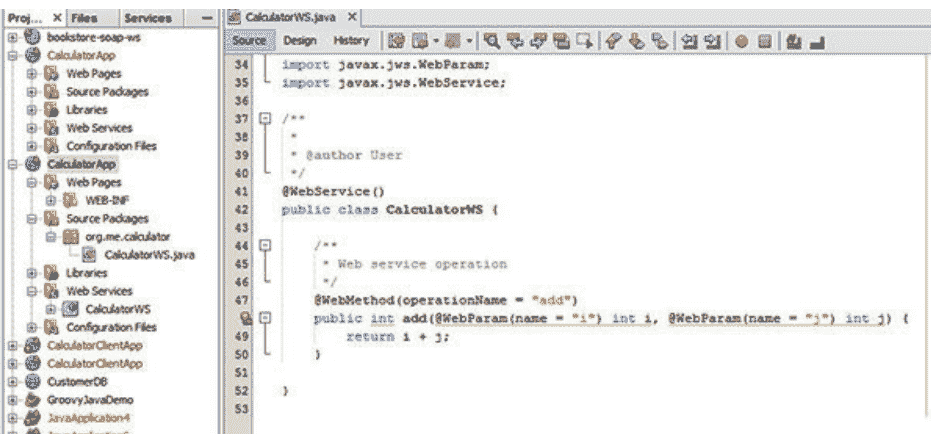 Proj... × Files Services
bookstore-soap-ws
CalculatorApp
Web Pages
Source Packages
Libraries
Web Services
Configuration Files
CalculatorApp
Web Pages
WEB-INF
Source Packages
org.me.calculator
CalculatorWS.java
Libraries
Web Services
CalculatorWS
Configuration Files
CalculatorClientApp
CalculatorClientApp
CustomerDB
GroovyJavaDemo
JavaApplication4
CalculatorWS.java ×
Source Design History
34 import javax.jws.WebParam;
35 import javax.jws.WebService;
36
37 /**
38 *
39 * @author User
40 */
41 @WebService()
42 public class CalculatorWS {
43
44 /**
45 * Web service operation
46 */
47 @WebMethod(operationName = "add")
public int add(@WebParam(name = "i") int i, @WebParam(name = "j") int j) {
49 return i + j;
50 }
51
52 }
53